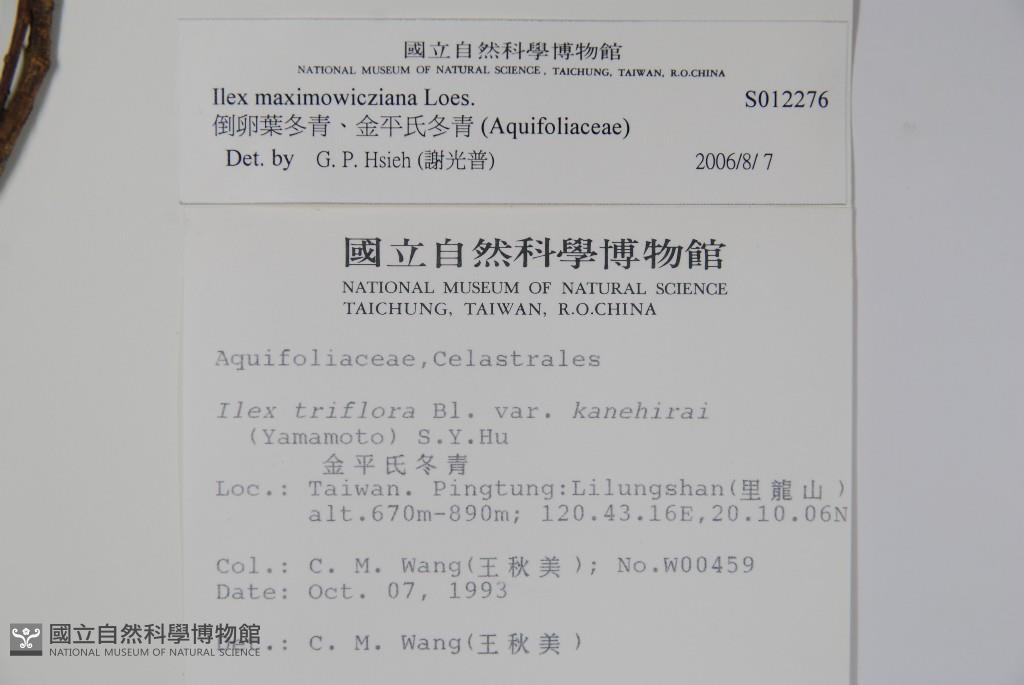 國立自然科學博物館
NATIONAL MUSEUM OF NATURAL SCIENCE, TAICHUNG, TAIWAN, R.O.CHINA
Ilex maximowicziana Loes. S012276
倒卵葉冬青、金平氏冬青 (Aquifoliaceae)
Det. by G. P. Hsieh (謝光普) 2006/8/ 7
國立自然科學博物館
NATIONAL MUSEUM OF NATURAL SCIENCE
TAICHUNG, TAIWAN, R.O.CHINA
Aquifoliaceae,Celastrales
Ilex triflora Bl. var. kanehirai
(Yamamoto) S.Y.Hu
金平氏冬青
Loc.: Taiwan. Pingtung:Lilungshan(里龍山)
alt.670m-890m; 120.43.16E,20.10.06N
Col.: C. M. Wang(王秋美); No.W00459
Date: Oct. 07, 1993
C. M. Wang(王秋美)
國立自然科學博物館
NATIONAL MUSEUM OF NATURAL SCIENCE